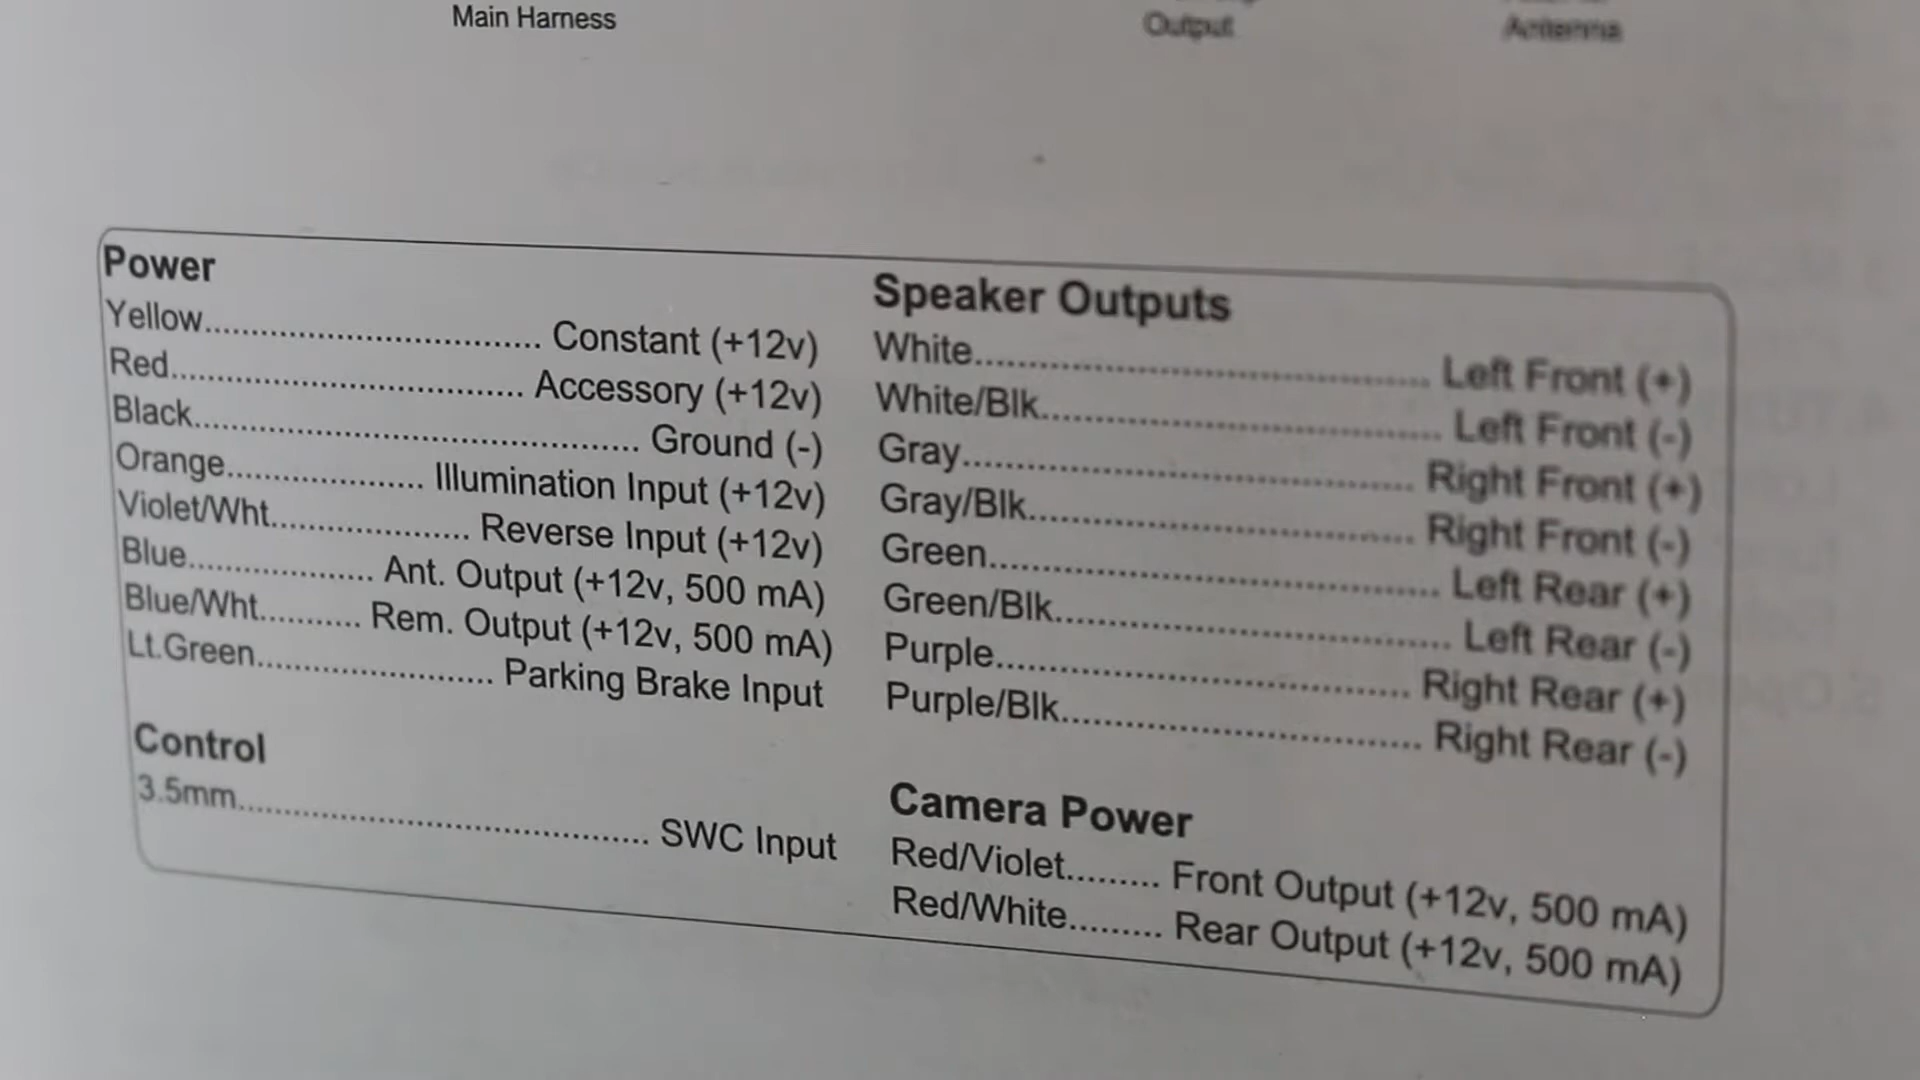 Main Harness
Output
Antenna
Power
Yellow.......... Constant (+12v)
Red.......... Accessory (+12v)
Black.......... Ground (-)
Orange.......... Illumination Input (+12v)
Violet/Wht.......... Reverse Input (+12v)
Blue.......... Ant. Output (+12v, 500 mA)
Blue/Wht.......... Rem. Output (+12v, 500 mA)
Lt.Green.......... Parking Brake Input
Control
3.5mm.......... SWC Input
Speaker Outputs
White.......... Left Front (+)
White/Blk.......... Left Front (-)
Gray.......... Right Front (+)
Gray/Blk.......... Right Front (-)
Green.......... Left Rear (+)
Green/Blk.......... Left Rear (-)
Purple.......... Right Rear (+)
Purple/Blk.......... Right Rear (-)
Camera Power
Red/Violet......... Front Output (+12v, 500 mA)
Red/White......... Rear Output (+12v, 500 mA)